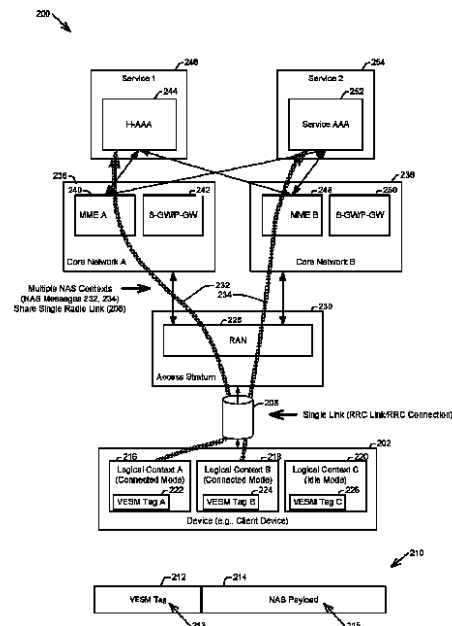 200
246
Service 1
244
H-AAA
254
Service 2
252
Service AAA
236
240
MME A
242
S-GW/P-GW
Core Network A
238
248
MME B
250
S-GW/P-GW
Core Network B
Multiple NAS Contexts
(NAS Messages 232, 234)
Share Single Radio Link (208)
232
234
230
228
RAN
Access Stratum
208
Single Link (RRC Link/RRC Connection)
202
216
Logical Context A
(Connected Mode)
222
VESM Tag A
218
Logical Context B
(Connected Mode)
224
VESM Tag B
220
Logical Context C
(Idle Mode)
226
VESM Tag C
Device (e.g., Client Device)
210
212
VESM Tag
214
NAS Payload
213
215